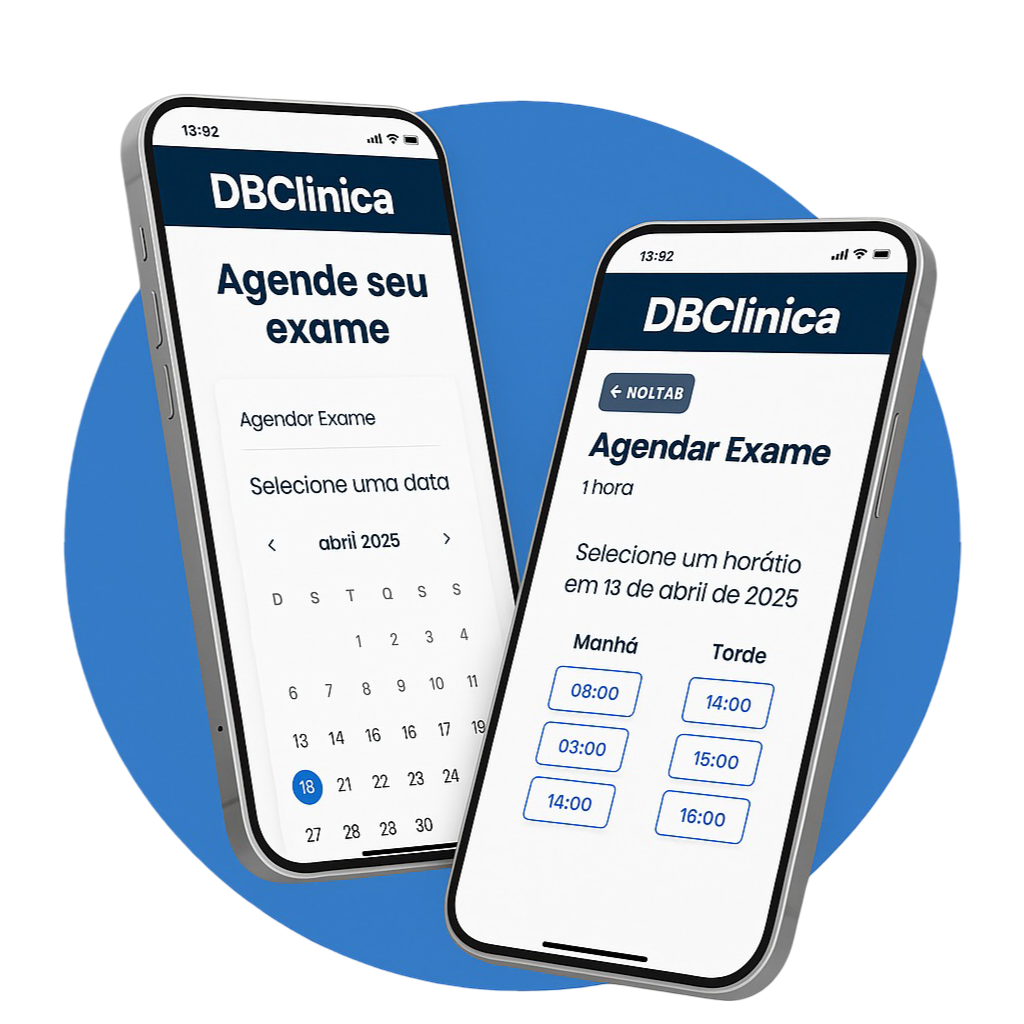 13:92
DBClinica
Agende seu
exame
Agendor Exame
Selecione uma data
< abril 2025 >
D S T Q S S
1 2 3 4
6 7 8 9 10 11
13 14 16 16 17 19
18 21 22 23 24
27 28 23 30
13:92
DBClinica
← NOLTAB
Agendar Exame
1 hora
Selecione um horátio
em 13 de abril de 2025
Manhá Torde
08:00 14:00
03:00 15:00
14:00 16:00